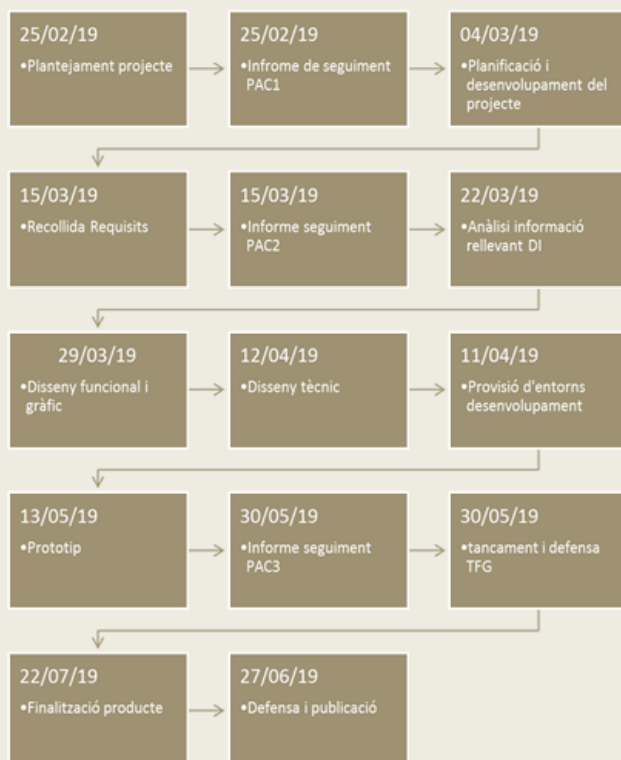 25/02/19
•Plantejament projecte
25/02/19
•Infrome de seguiment
PAC1
04/03/19
•Planificació i
desenvolupament del
projecte
15/03/19
•Recollida Requisits
15/03/19
•Informe seguiment
PAC2
22/03/19
•Anàlisi informació
rellevant DI
29/03/19
•Disseny funcional i
gràfic
12/04/19
•Disseny tècnic
11/04/19
•Provisió d'entorns
desenvolupament
13/05/19
•Prototip
30/05/19
•Informe seguiment
PAC3
30/05/19
•tancament i defensa
TFG
22/07/19
•Finalització producte
27/06/19
•Defensa i publicació